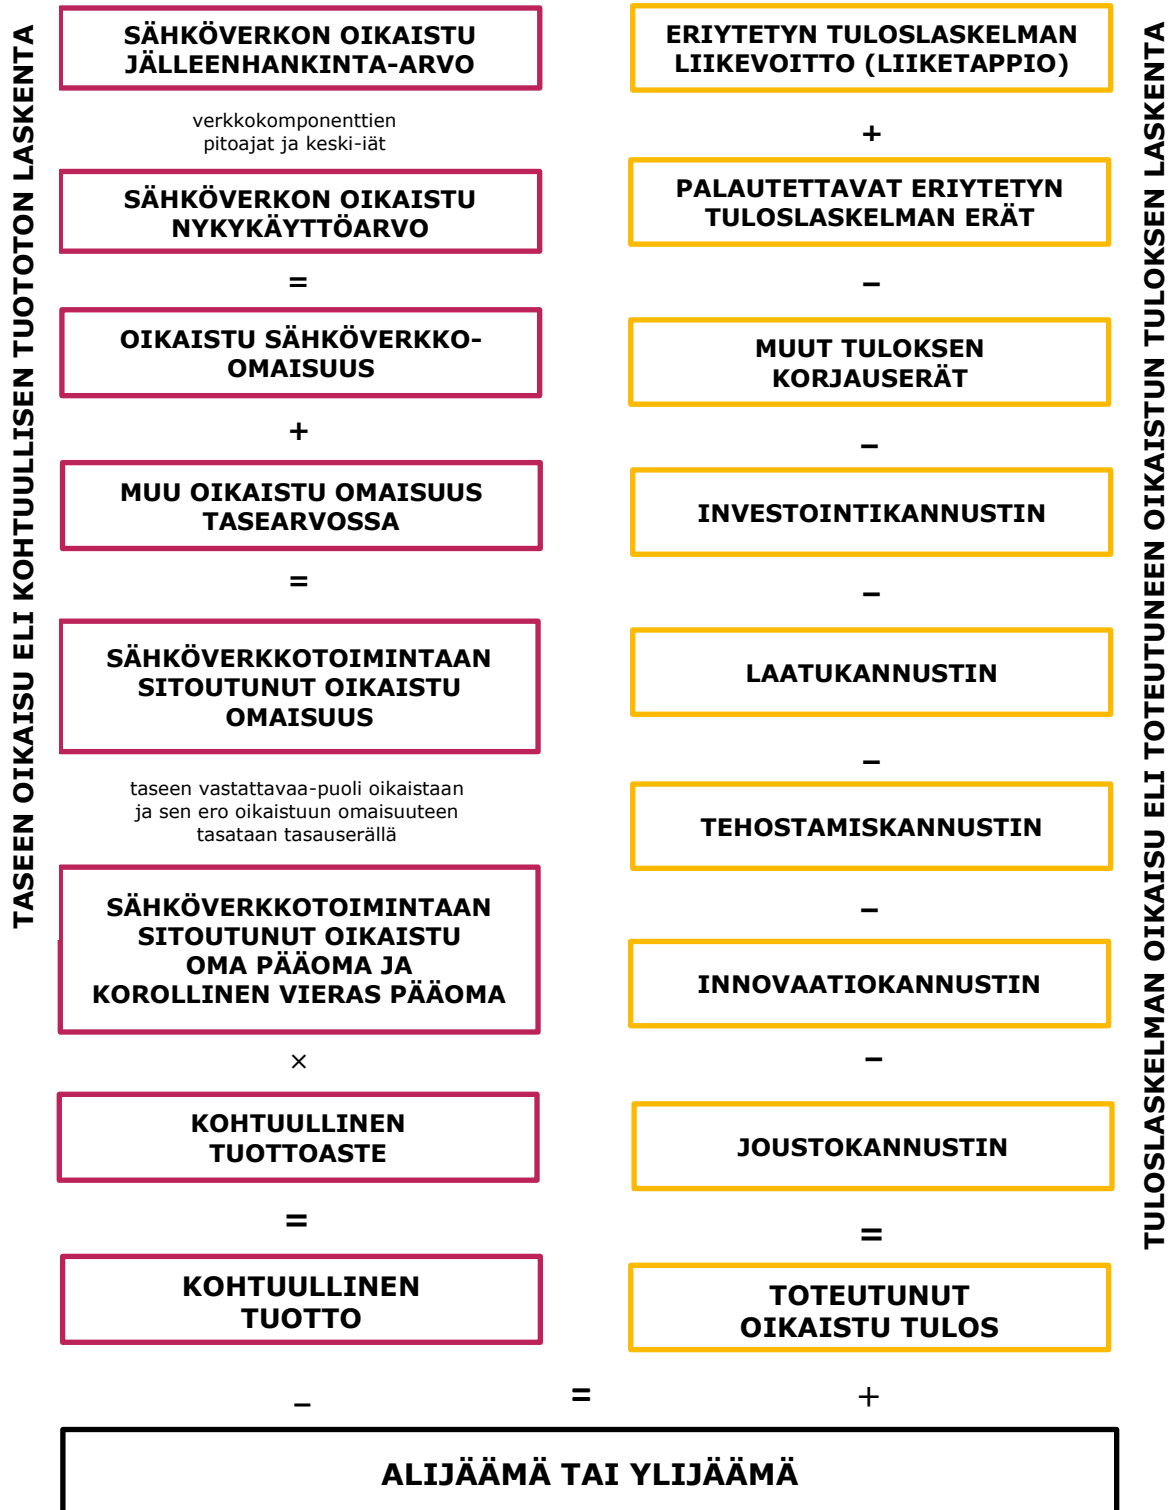 TASEEN OIKAISU ELI KOHTUULLISEN TUOTOTON LASKENTA
SÄHKÖVERKON OIKAISTU
JÄLLEENHANKINTA-ARVO
verkkokomponenttien
pitoajat ja keski-iät
SÄHKÖVERKON OIKAISTU
NYKYKÄYTTÖARVO
=
OIKAISTU SÄHKÖVERKKO-
OMAISUUS
+
MUU OIKAISTU OMAISUUS
TASEARVOSSA
=
SÄHKÖVERKKOTOIMINTAAN
SITOUTUNUT OIKAISTU
OMAISUUS
taseen vastattavaa-puoli oikaistaan
ja sen ero oikaistuun omaisuuteen
tasataan tasauserällä
SÄHKÖVERKKOTOIMINTAAN
SITOUTUNUT OIKAISTU
OMA PÄÄOMA JA
KOROLLINEN VIERAS PÄÄOMA
×
KOHTUULLINEN
TUOTTOASTE
=
KOHTUULLINEN
TUOTTO
ERIYTETYN TULOSLASKELMAN
LIIKEVOITTO (LIIKETAPPIO)
+
PALAUTETTAVAT ERIYTETYN
TULOSLASKELMAN ERÄT
–
MUUT TULOKSEN
KORJAUSERÄT
–
INVESTOINTIKANNUSTIN
–
LAATUKANNUSTIN
–
TEHOSTAMISKANNUSTIN
–
INNOVAATIOKANNUSTIN
–
JOUSTOKANNUSTIN
=
TOTEUTUNUT
OIKAISTU TULOS
TULOSLASKELMAN OIKAISU ELI TOTEUTUNEEN OIKAISTUN TULOKSEN LASKENTA
– = +
ALIJÄÄMÄ TAI YLIJÄÄMÄ